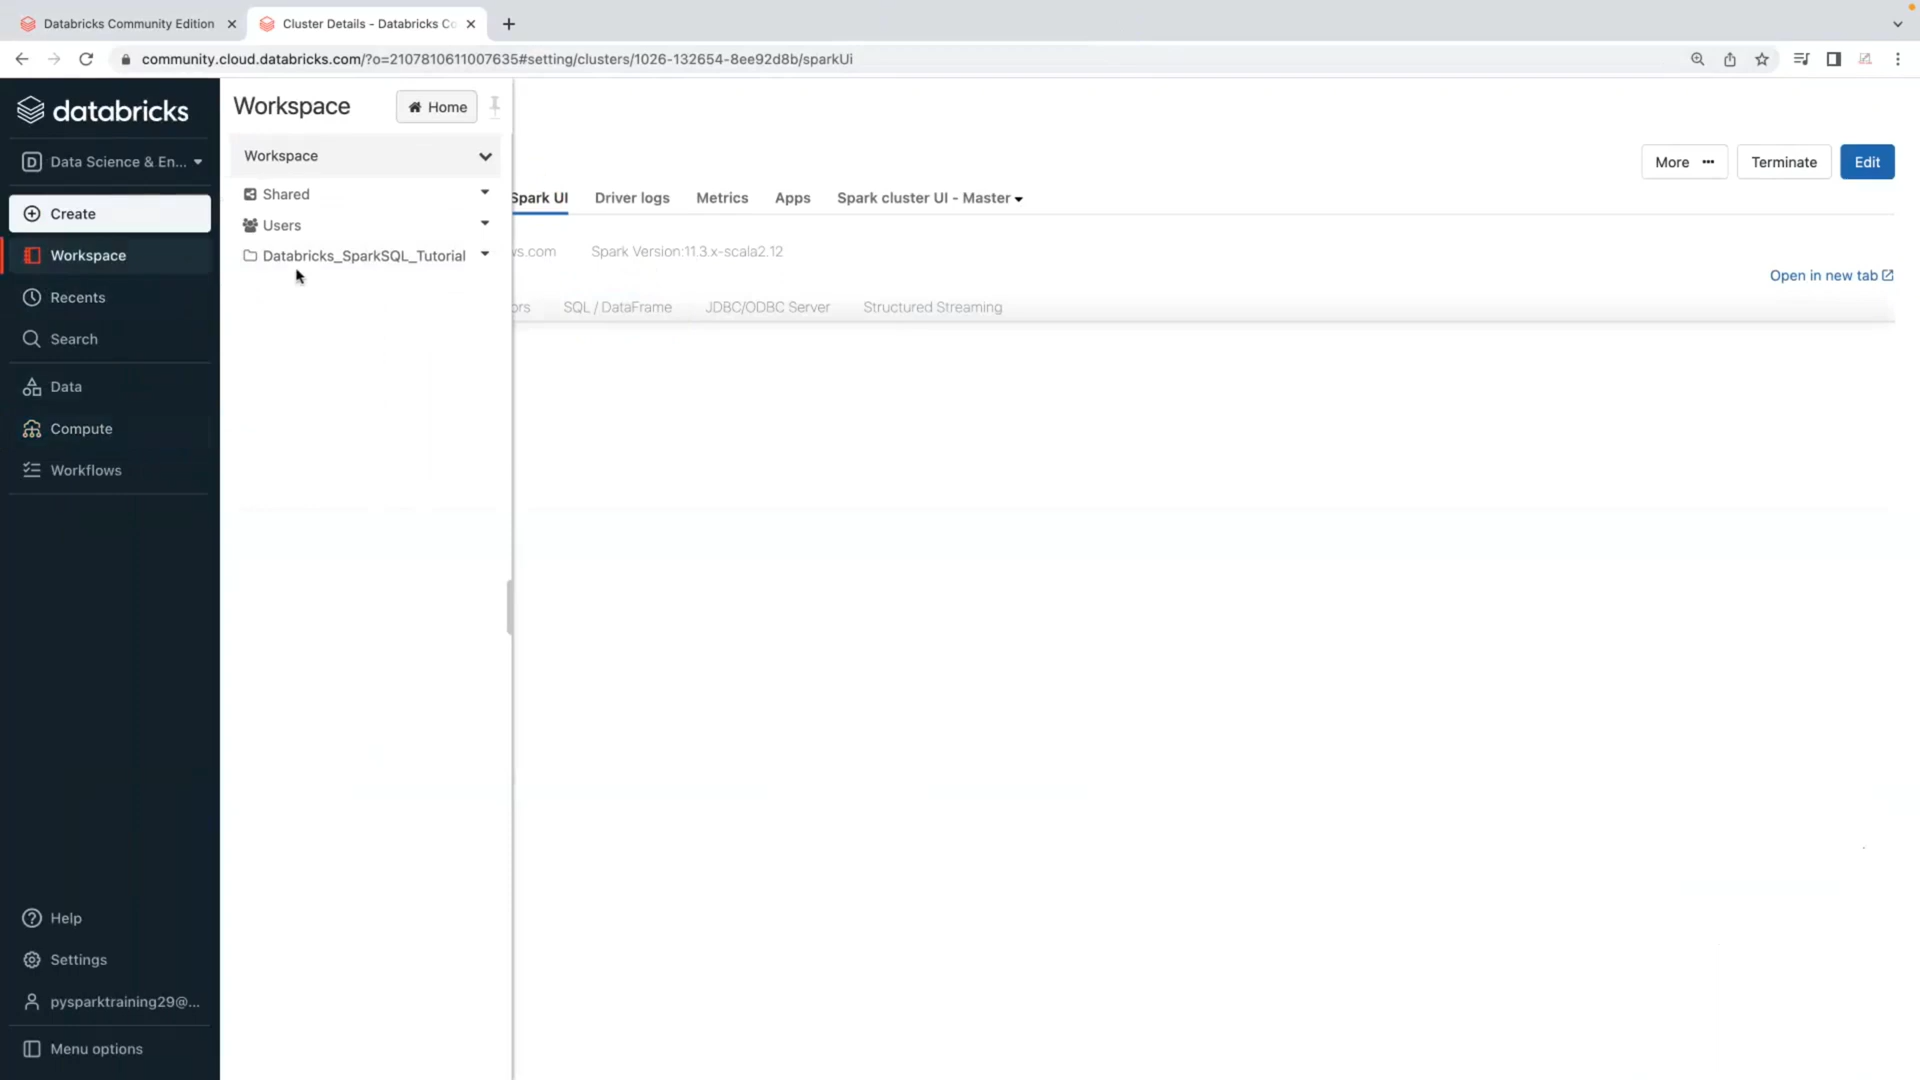 Databricks Community Edition
Cluster Details - Databricks Co
community.cloud.databricks.com/?o=2107810611007635#setting/clusters/1026-132654-8ee92d8b/sparkUi
databricks
Data Science & En...
Create
Workspace
Recents
Search
Data
Compute
Workflows
Help
Settings
pysparktraining29@...
Menu options
Workspace
Home
Workspace
Shared
Users
Databricks_SparkSQL_Tutorial
More ••• Terminate Edit
Spark UI Driver logs Metrics Apps Spark cluster UI - Master
ws.com Spark Version:11.3.x-scala2.12
Open in new tab
ors SQL / DataFrame JDBC/ODBC Server Structured Streaming